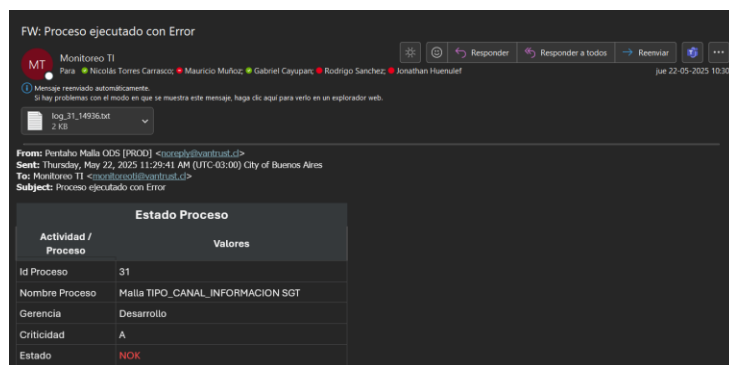 FW: Proceso ejecutado con Error
MT
Monitoreo TI
Responder
Responder a todos
Reenviar
Para Nicolás Torres Carrasco; Mauricio Muñoz; Gabriel Cayupan; Rodrigo Sanchez; Jonathan Huenulef
jue 22-05-2025 10:30
Mensaje reenviado automáticamente.
Si hay problemas con el modo en que se muestra este mensaje, haga clic aquí para verlo en un explorador web.
log_31_14936.txt
2 KB
From: Pentaho Malla ODS [PROD] <noreply@vantrust.cl>
Sent: Thursday, May 22, 2025 11:29:41 AM (UTC-03:00) City of Buenos Aires
To: Monitoreo TI <monitoreoti@vantrust.cl>
Subject: Proceso ejecutado con Error
Estado Proceso
Actividad / Proceso
Valores
Id Proceso 31
Nombre Proceso Malla TIPO_CANAL_INFORMACION SGT
Gerencia Desarrollo
Criticidad A
Estado NOK